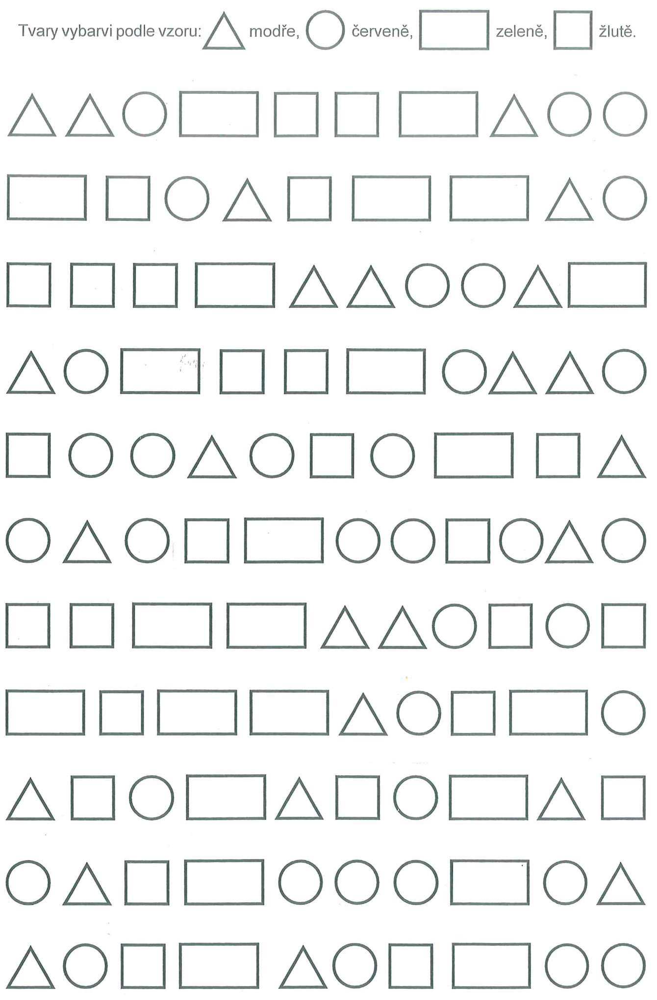 Tvary vybarvi podle vzoru: modře, červeně, zeleně, žlutě.